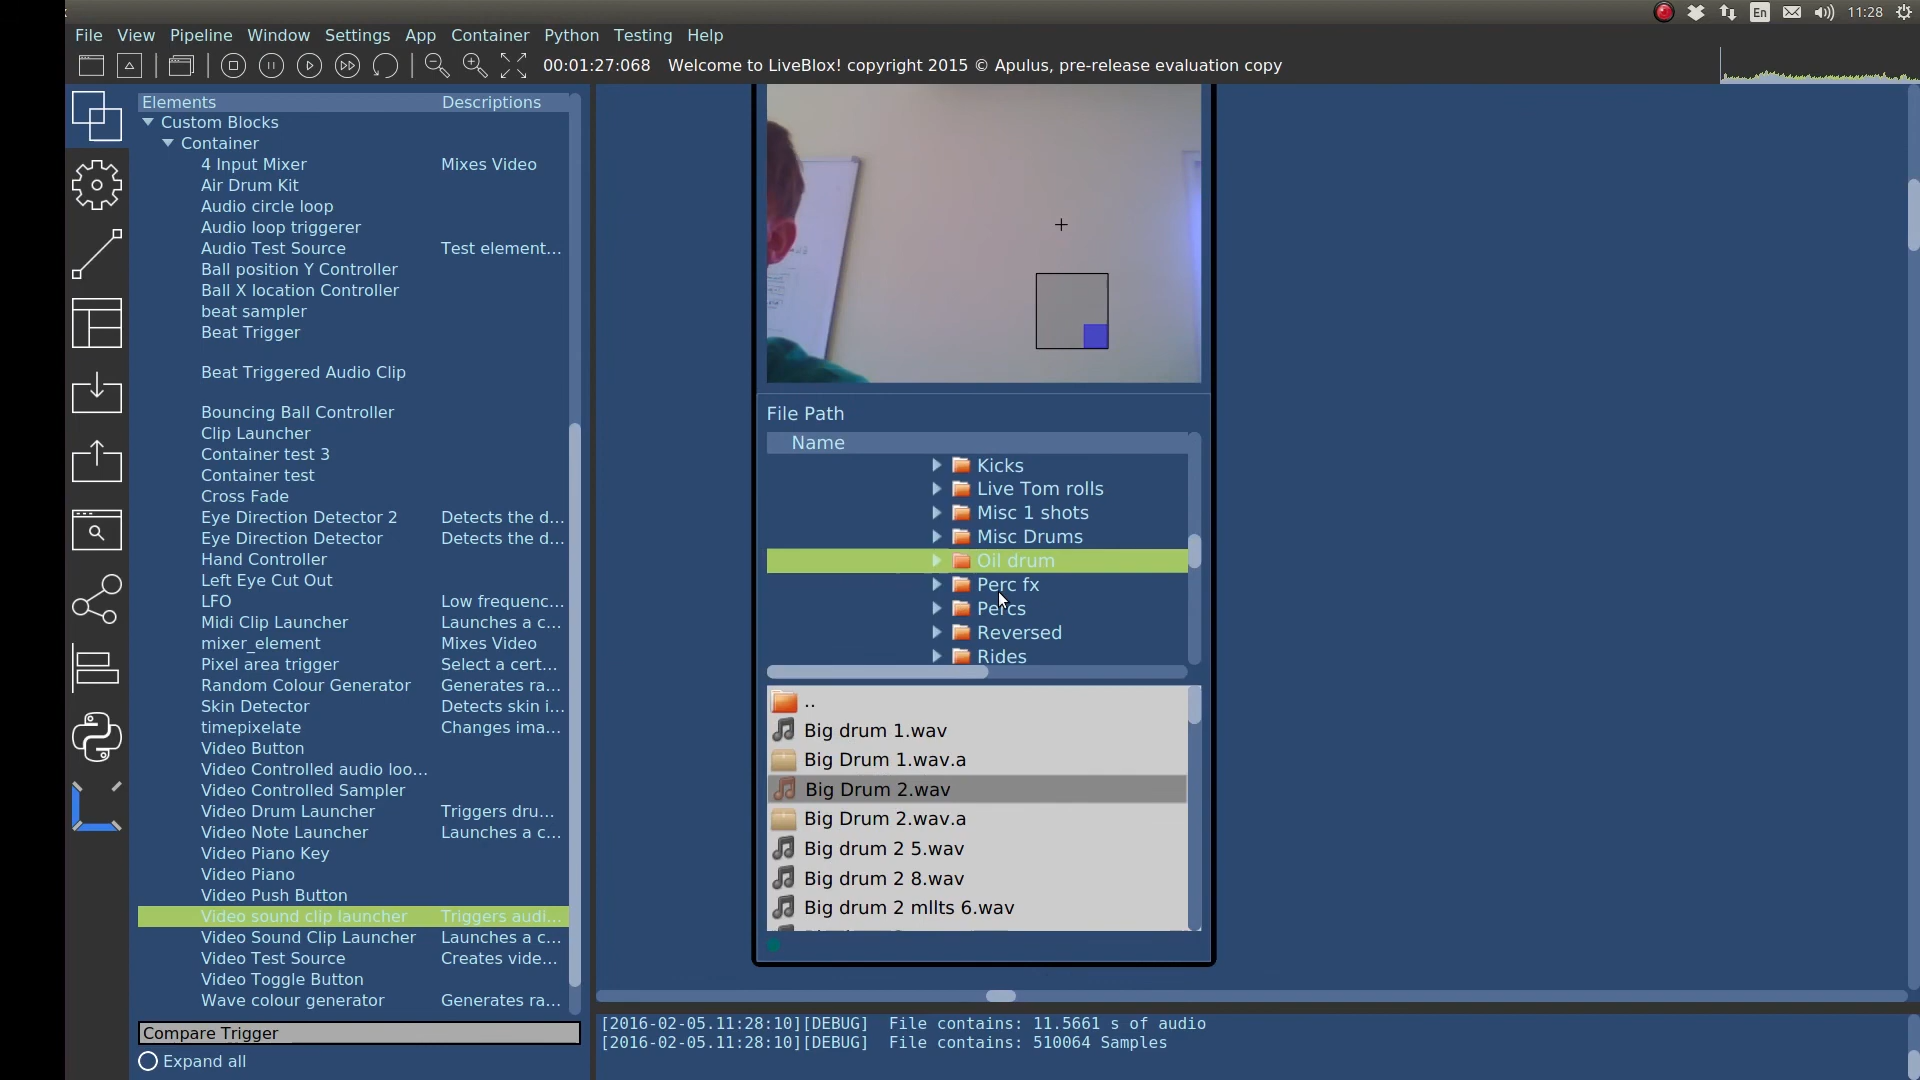 En
11:28
File View Pipeline Window Settings App Container Python Testing Help
00:01:27:068 Welcome to LiveBlox! copyright 2015 © Apulus, pre-release evaluation copy
Elements Descriptions
Custom Blocks
Container
4 Input Mixer Mixes Video
Air Drum Kit
Audio circle loop
Audio loop triggerer
Audio Test Source Test element...
Ball position Y Controller
Ball X location Controller
beat sampler
Beat Trigger
Beat Triggered Audio Clip
Bouncing Ball Controller
Clip Launcher
Container test 3
Container test
Cross Fade
Eye Direction Detector 2 Detects the d...
Eye Direction Detector Detects the d...
Hand Controller
Left Eye Cut Out
LFO Low frequenc...
Midi Clip Launcher Launches a c...
mixer_element Mixes Video
Pixel area trigger Select a cert...
Random Colour Generator Generates ra...
Skin Detector Detects skin i...
timepixelate Changes ima...
Video Button
Video Controlled audio loo...
Video Controlled Sampler
Video Drum Launcher Triggers dru...
Video Note Launcher Launches a c...
Video Piano Key
Video Piano
Video Push Button
Video sound clip launcher Triggers audi...
Video Sound Clip Launcher Launches a c...
Video Test Source Creates vide...
Video Toggle Button
Wave colour generator Generates ra...
Compare Trigger
Expand all
File Path
Name
Kicks
Live Tom rolls
Misc 1 shots
Misc Drums
Oil drum
Perc fx
Percs
Reversed
Rides
..
Big drum 1.wav
Big Drum 1.wav.a
Big Drum 2.wav
Big Drum 2.wav.a
Big drum 2 5.wav
Big drum 2 8.wav
Big drum 2 mllts 6.wav
[2016-02-05.11:28:10][DEBUG] File contains: 11.5661 s of audio
[2016-02-05.11:28:10][DEBUG] File contains: 510064 Samples